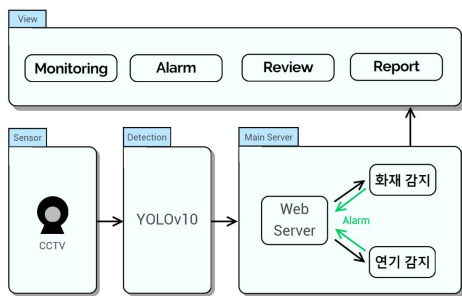 View
Monitoring
Alarm
Review
Report
Sensor
Detection
Main Server
CCTV
YOLOv10
Web
Server
화재 감지
Alarm
연기 감지